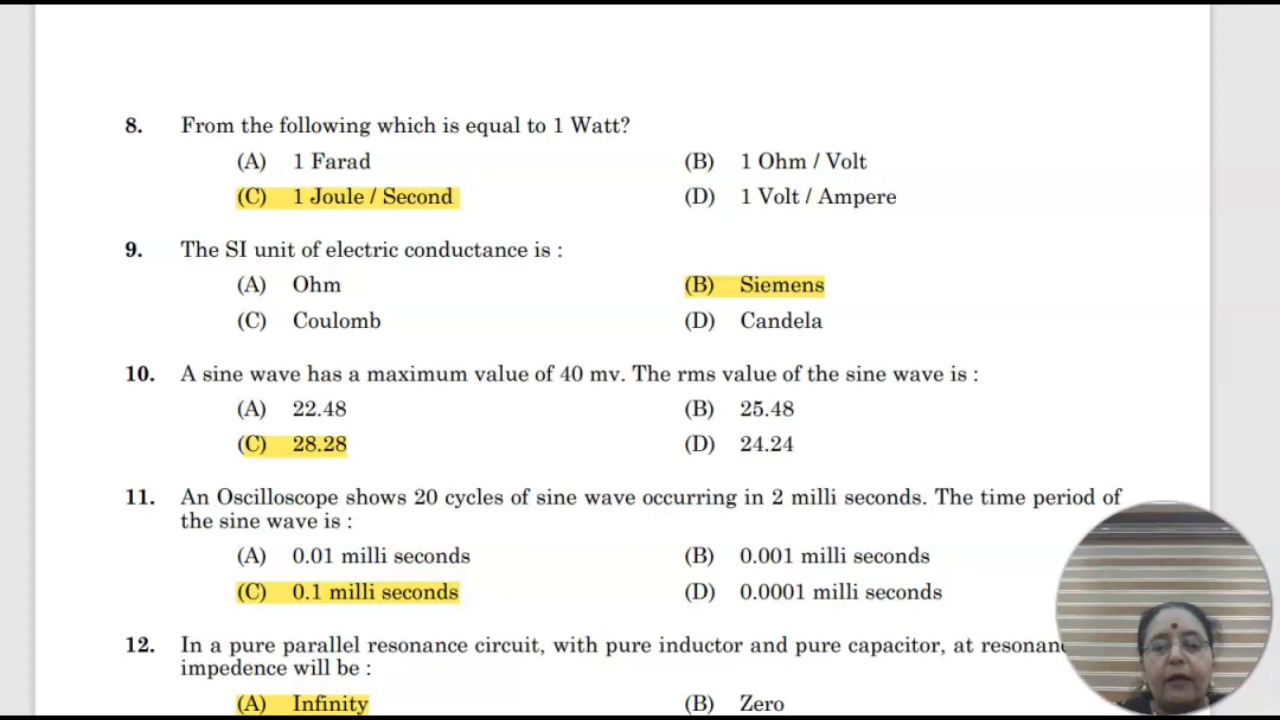 8. From the following which is equal to 1 Watt?
(A) 1 Farad (B) 1 Ohm / Volt
(C) 1 Joule / Second (D) 1 Volt / Ampere
9. The SI unit of electric conductance is :
(A) Ohm (B) Siemens
(C) Coulomb (D) Candela
10. A sine wave has a maximum value of 40 mv. The rms value of the sine wave is :
(A) 22.48 (B) 25.48
(C) 28.28 (D) 24.24
11. An Oscilloscope shows 20 cycles of sine wave occurring in 2 milli seconds. The time period of
the sine wave is :
(A) 0.01 milli seconds (B) 0.001 milli seconds
(C) 0.1 milli seconds (D) 0.0001 milli seconds
12. In a pure parallel resonance circuit, with pure inductor and pure capacitor, at
impedence will be :
(A) Infinity (B) Zero